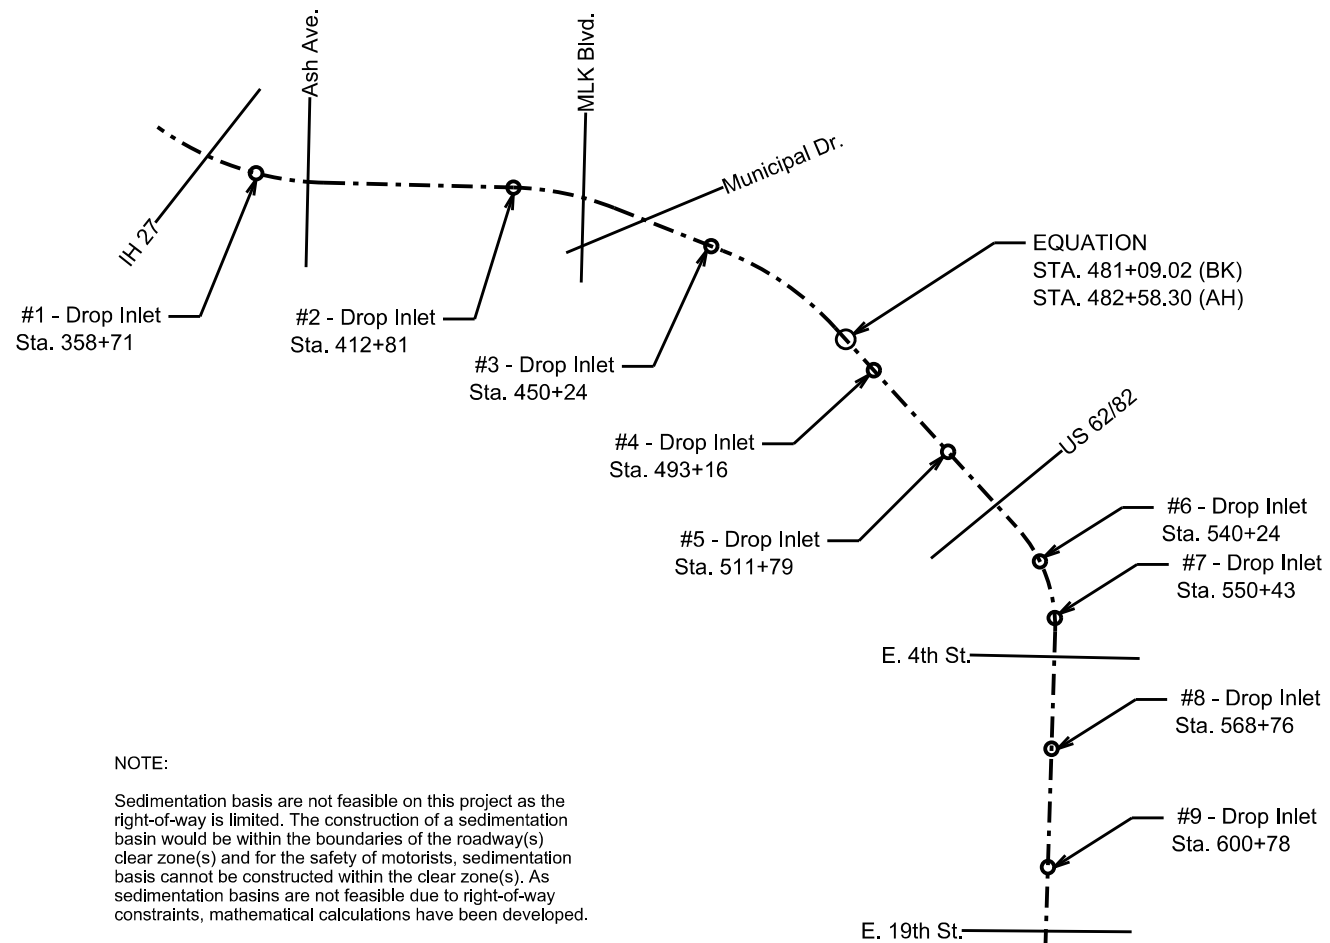 Ash Ave.
MLK Blvd.
Municipal Dr.
IH 27
EQUATION
STA. 481+09.02 (BK)
STA. 482+58.30 (AH)
#1 - Drop Inlet
Sta. 358+71
#2 - Drop Inlet
Sta. 412+81
#3 - Drop Inlet
Sta. 450+24
US 62/82
#4 - Drop Inlet
Sta. 493+16
#5 - Drop Inlet
Sta. 511+79
#6 - Drop Inlet
Sta. 540+24
#7 - Drop Inlet
Sta. 550+43
E. 4th St.
#8 - Drop Inlet
Sta. 568+76
NOTE:
Sedimentation basis are not feasible on this project as the
right-of-way is limited. The construction of a sedimentation
basin would be within the boundaries of the roadway(s)
clear zone(s) and for the safety of motorists, sedimentation
basis cannot be constructed within the clear zone(s). As
sedimentation basins are not feasible due to right-of-way
constraints, mathematical calculations have been developed.
#9 - Drop Inlet
Sta. 600+78
E. 19th St.